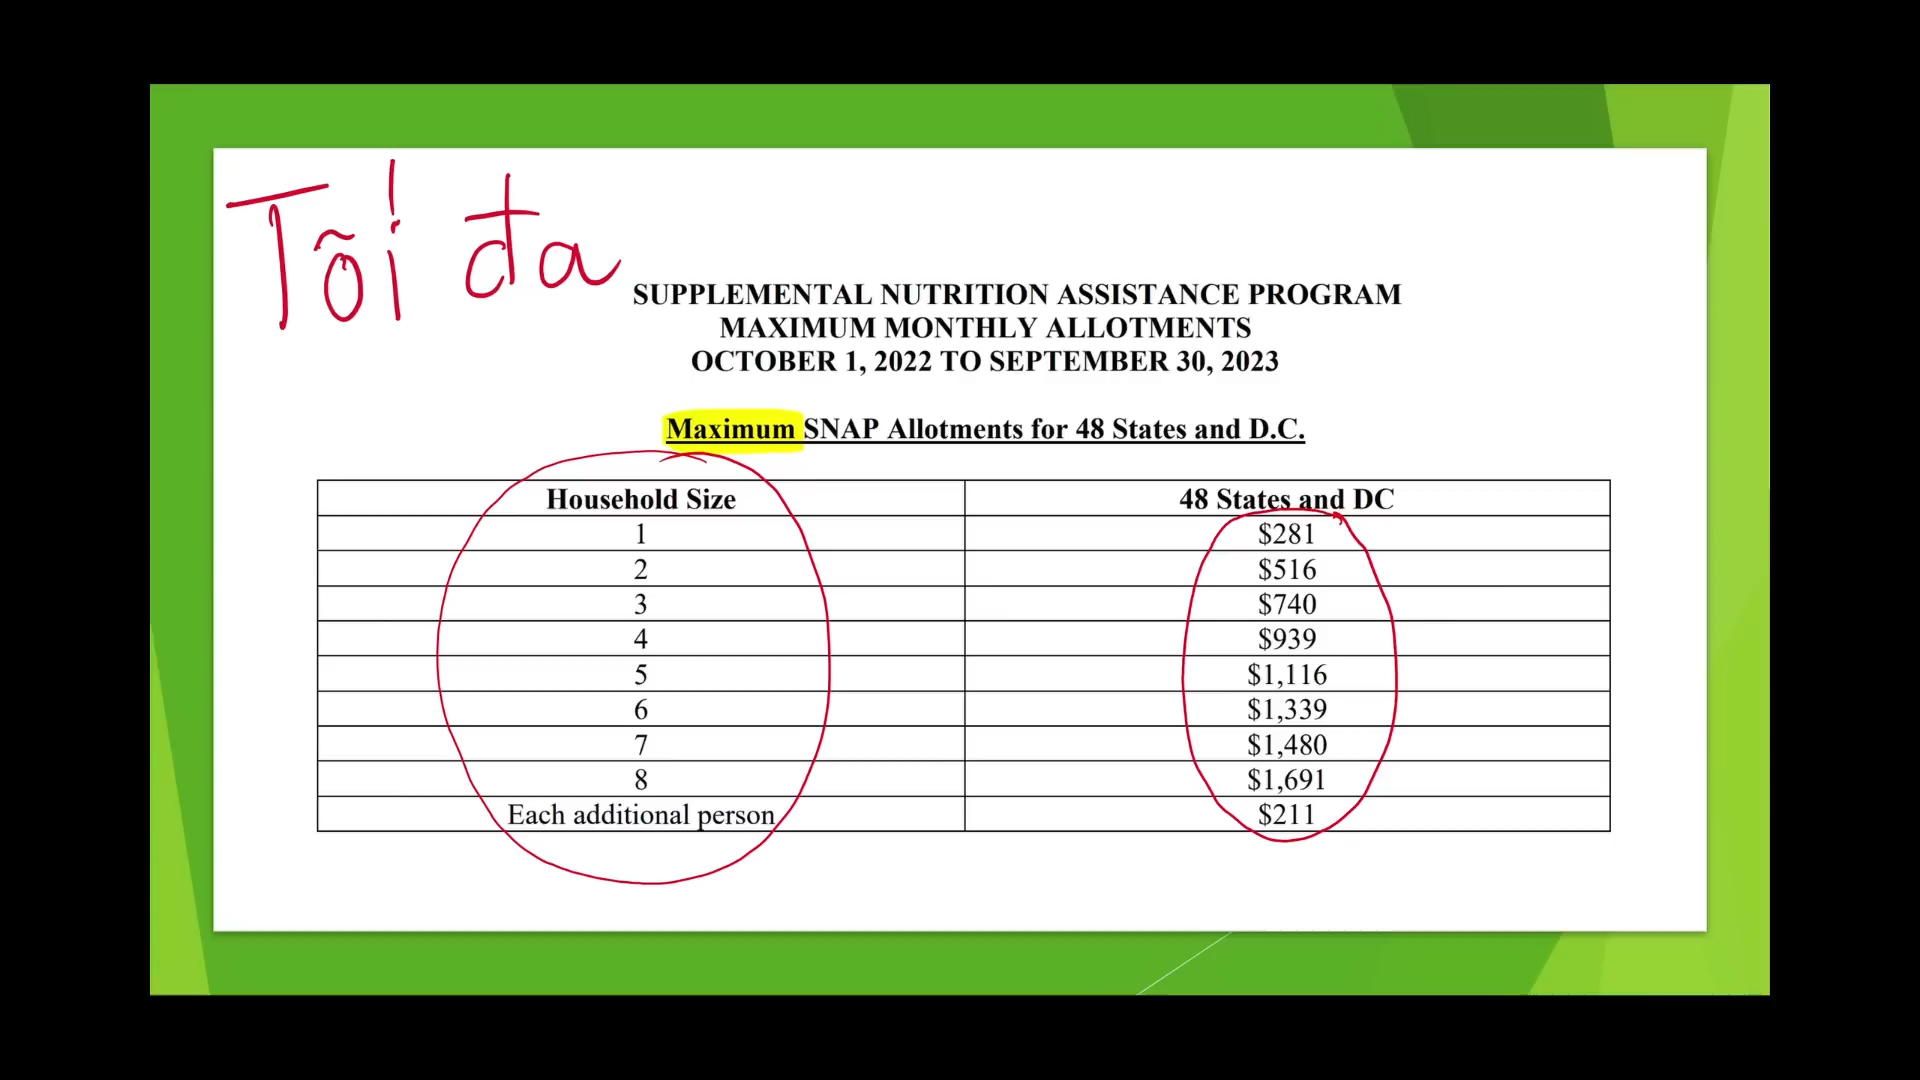 Tối đa
SUPPLEMENTAL NUTRITION ASSISTANCE PROGRAM
MAXIMUM MONTHLY ALLOTMENTS
OCTOBER 1, 2022 TO SEPTEMBER 30, 2023
Maximum SNAP Allotments for 48 States and D.C.
Household Size 48 States and DC
1 $281
2 $516
3 $740
4 $939
5 $1,116
6 $1,339
7 $1,480
8 $1,691
Each additional person $211